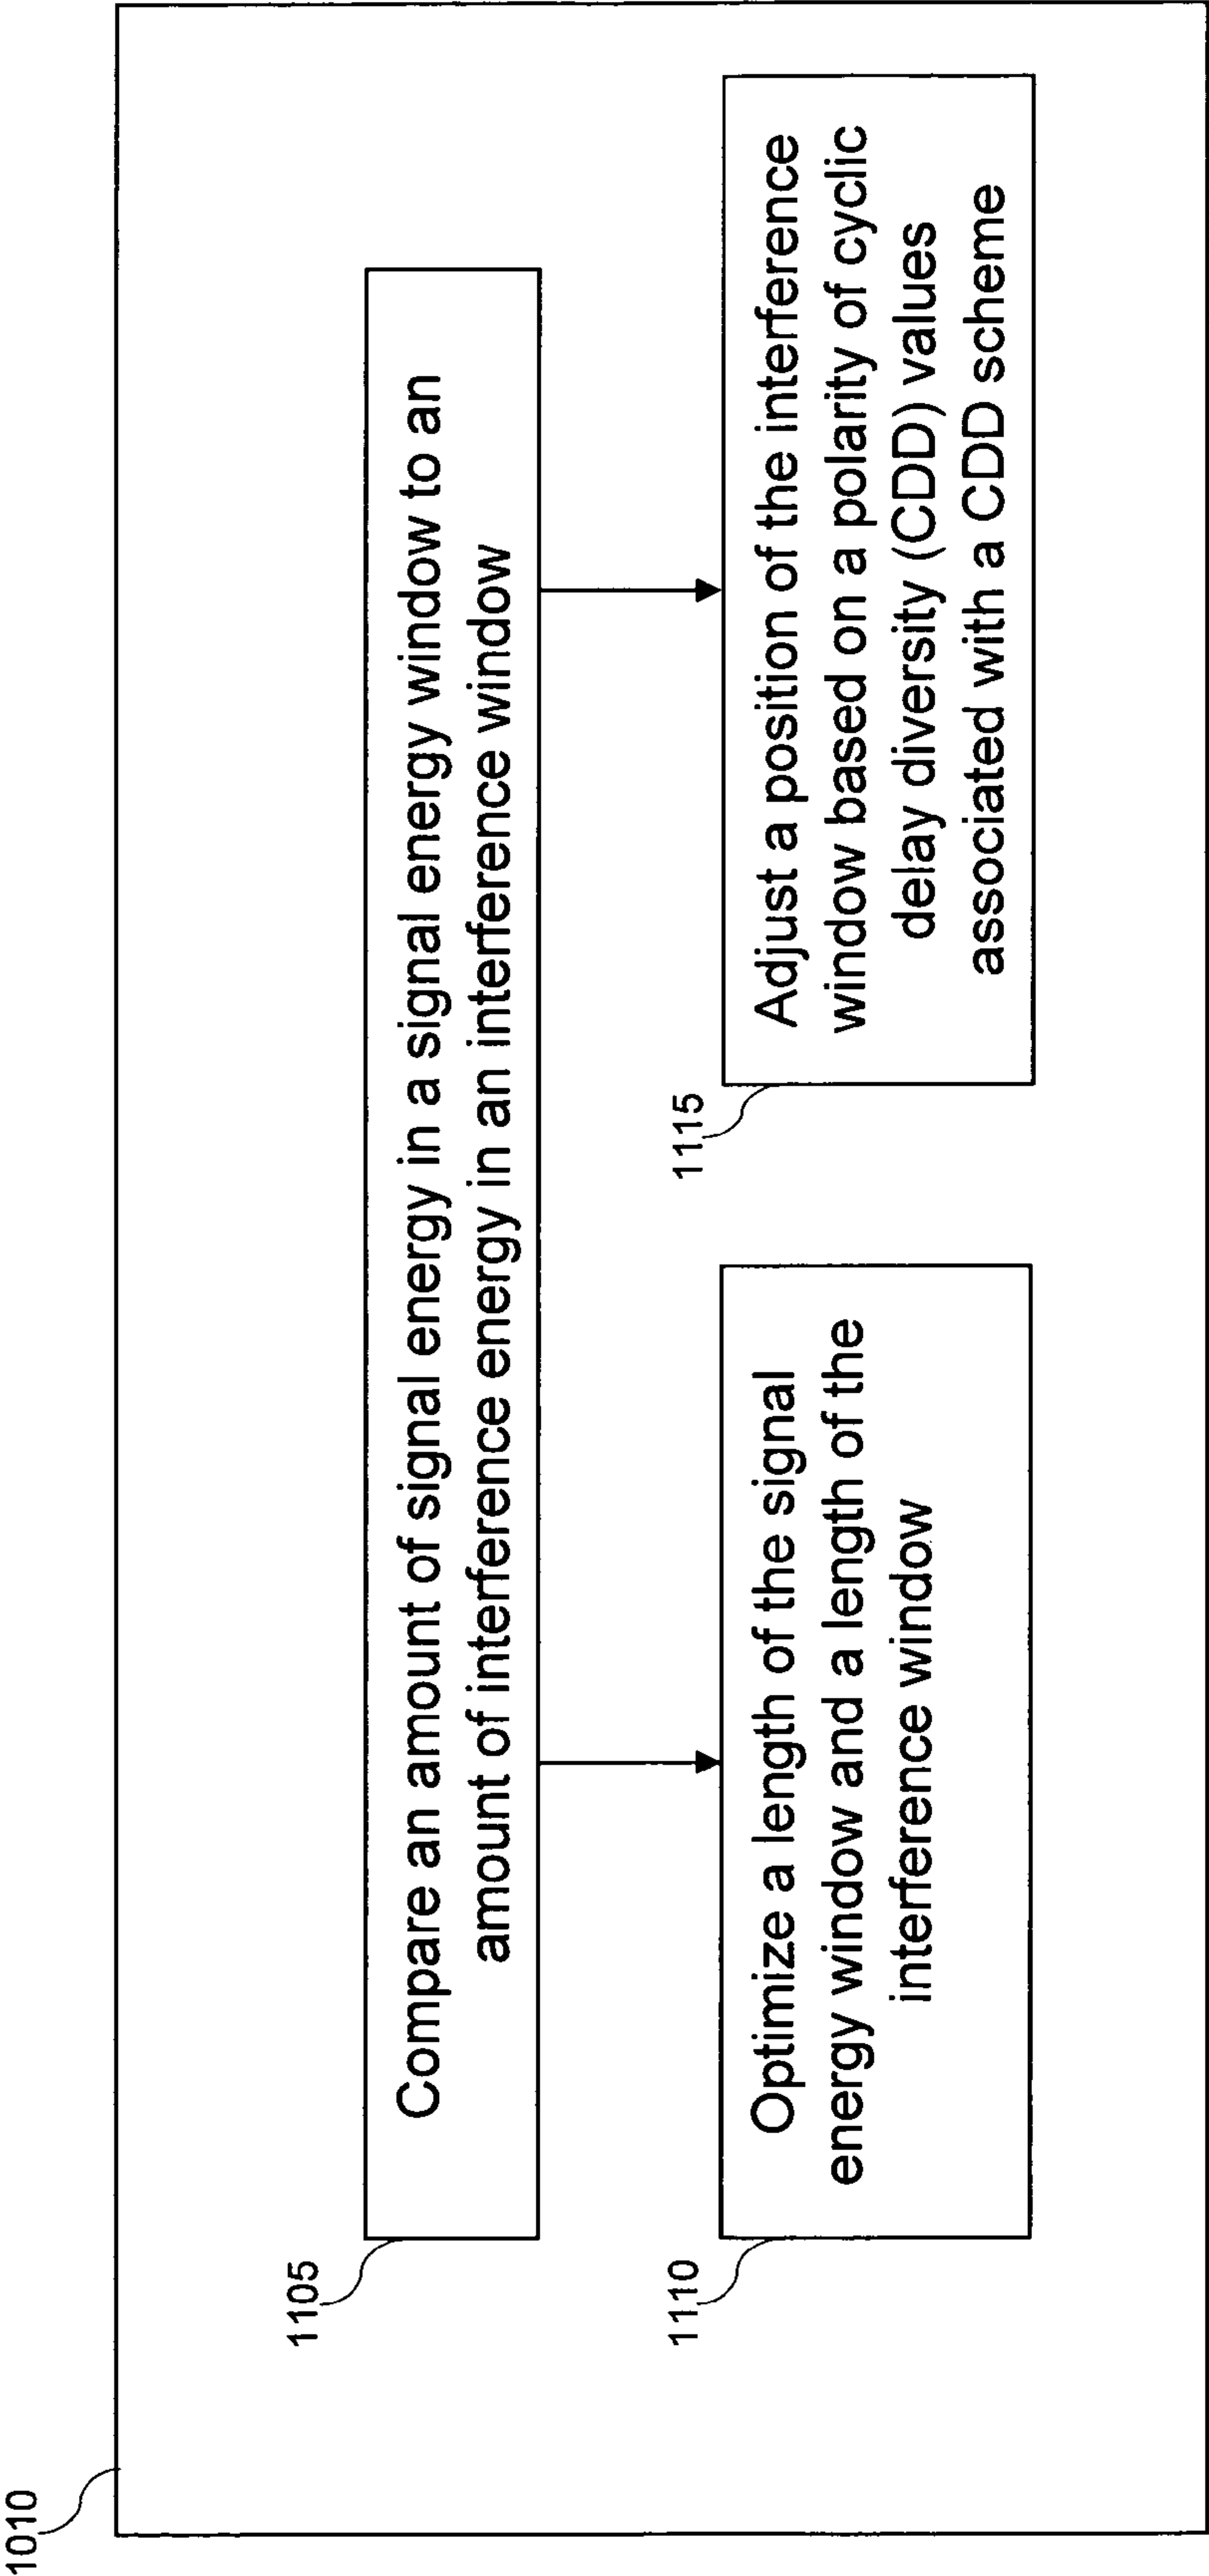 1010
1105
Compare an amount of signal energy in a signal energy window to an
amount of interference energy in an interference window
1110
Optimize a length of the signal
energy window and a length of the
interference window
1115
Adjust a position of the interference
window based on a polarity of cyclic
delay diversity (CDD) values
associated with a CDD scheme